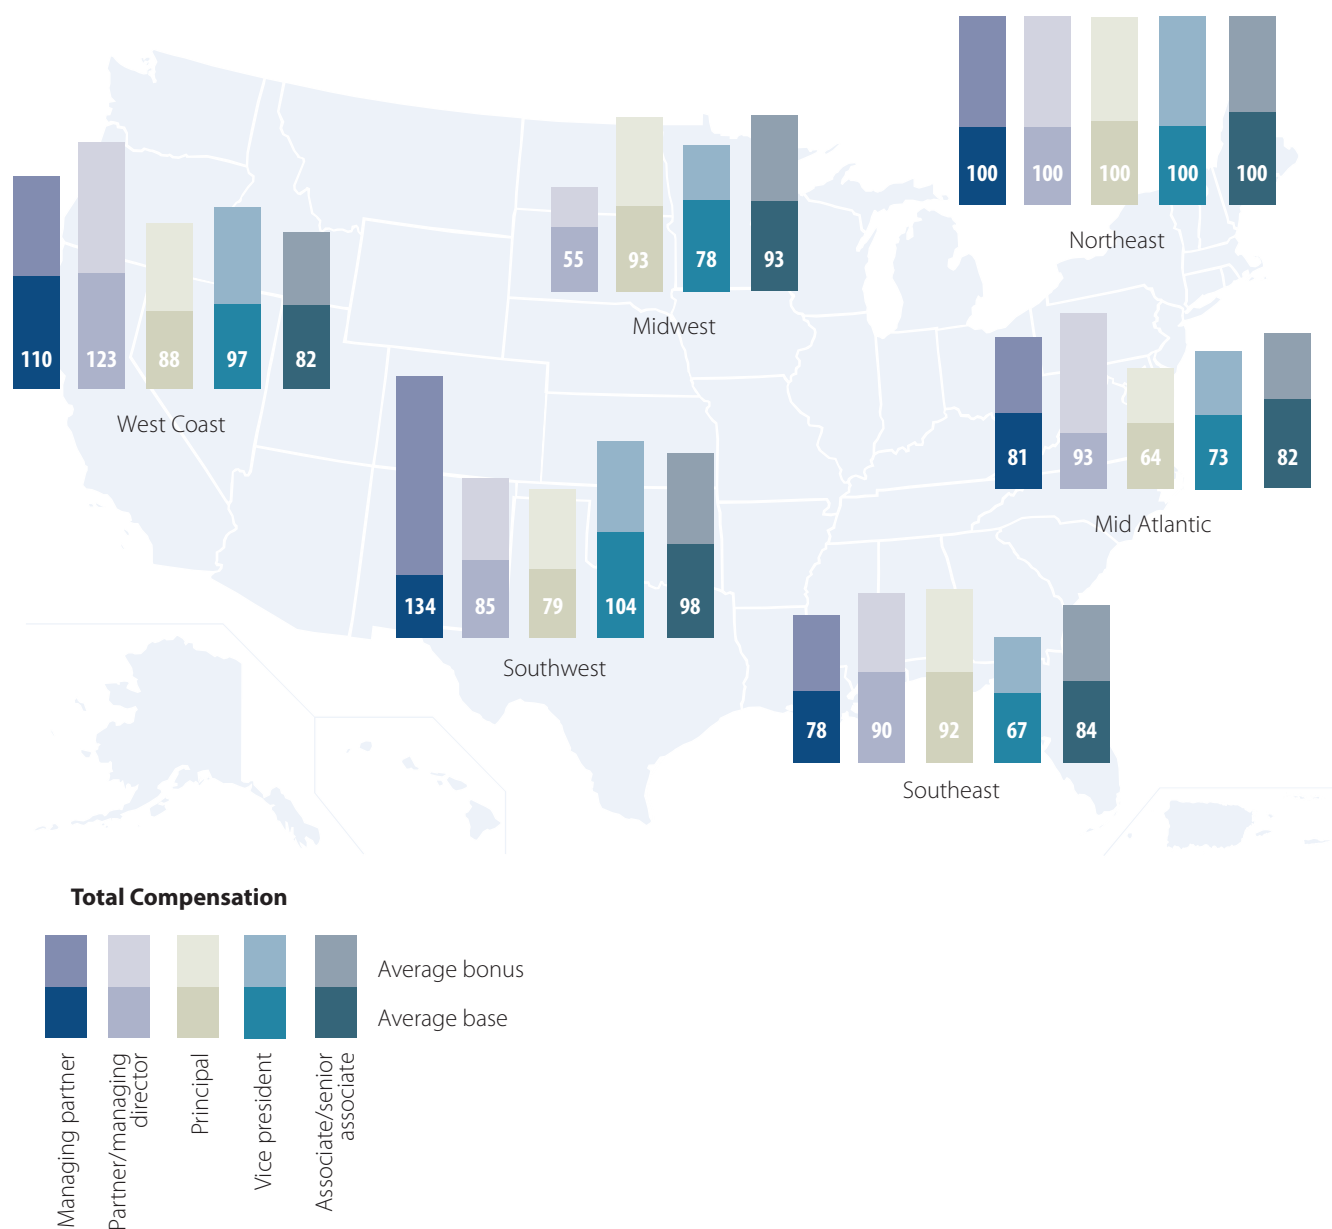 100 100 100 100 100
Northeast
55 93 78 93
Midwest
110 123 88 97 82
West Coast
81 93 64 73 82
Mid Atlantic
134 85 79 104 98
Southwest
78 90 92 67 84
Southeast
Total Compensation
Average bonus
Average base
Managing partner
Partner/managing
director
Principal
Vice president
Associate/senior
associate